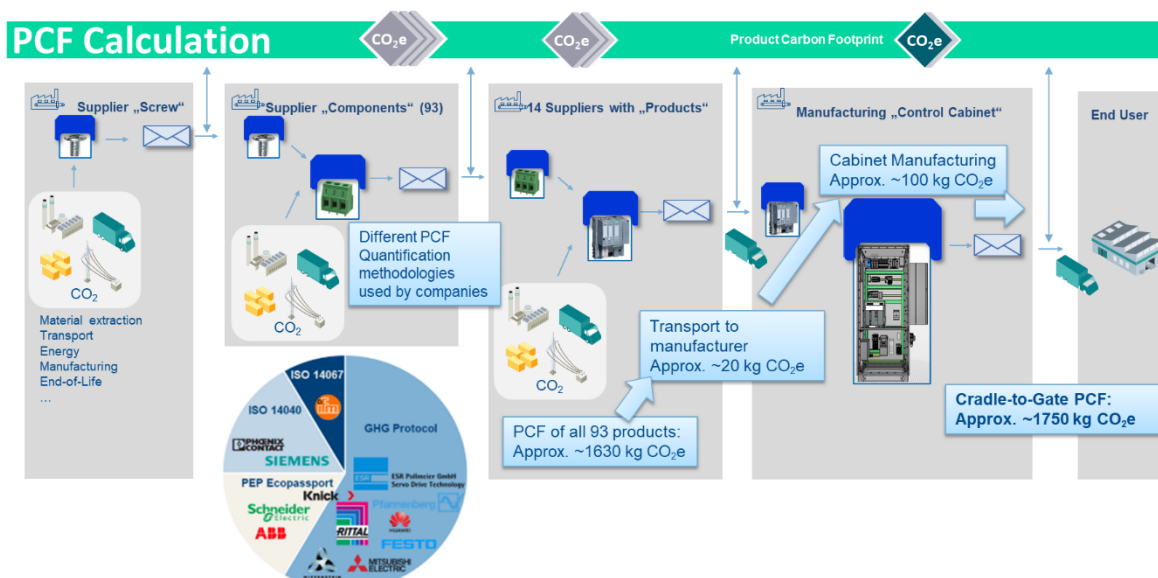 PCF Calculation
CO2e
CO2e
Product Carbon Footprint
CO2e
Supplier „Screw“
CO2
Material extraction
Transport
Energy
Manufacturing
End-of-Life
...
Supplier „Components“ (93)
CO2
Different PCF
Quantification
methodologies
used by companies
14 Suppliers with „Products“
CO2
PCF of all 93 products:
Approx. ~1630 kg CO2e
Transport to
manufacturer
Approx. ~20 kg CO2e
Manufacturing „Control Cabinet“
Cabinet Manufacturing
Approx. ~100 kg CO2e
End User
Cradle-to-Gate PCF:
Approx. ~1750 kg CO2e
ISO 14067
ifm
ISO 14040
PHOENIX
CONTACT
SIEMENS
PEP Ecopassport
Schneider
Electric
ABB
GHG Protocol
ESR
ESR Pollmeier GmbH
Servo Drive Technology
Knick
Pfannenberg
RITTAL
HUAWEI
FESTO
MITSUBISHI
ELECTRIC